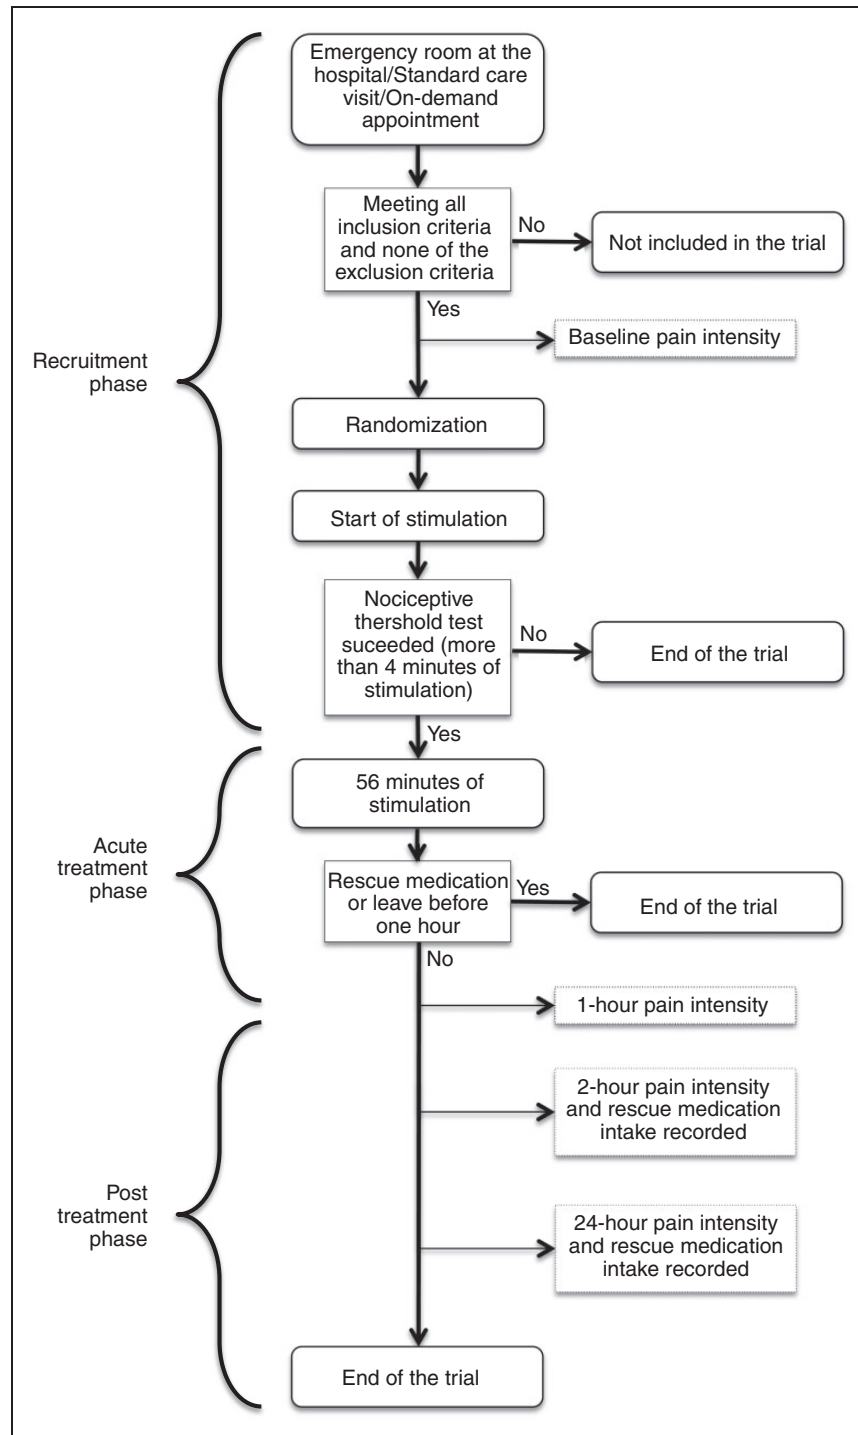 Emergency room at the
hospital/Standard care
visit/On-demand
appointment
Meeting all
inclusion criteria
and none of the
exclusion criteria
No
Not included in the trial
Yes
Baseline pain intensity
Recruitment
phase
Randomization
Start of stimulation
Nociceptive
thershold test
suceeded (more
than 4 minutes of
stimulation)
No
End of the trial
Yes
56 minutes of
stimulation
Acute
treatment
phase
Rescue medication
or leave before
one hour
Yes
End of the trial
No
1-hour pain intensity
2-hour pain intensity
and rescue medication
intake recorded
Post
treatment
phase
24-hour pain intensity
and rescue medication
intake recorded
End of the trial